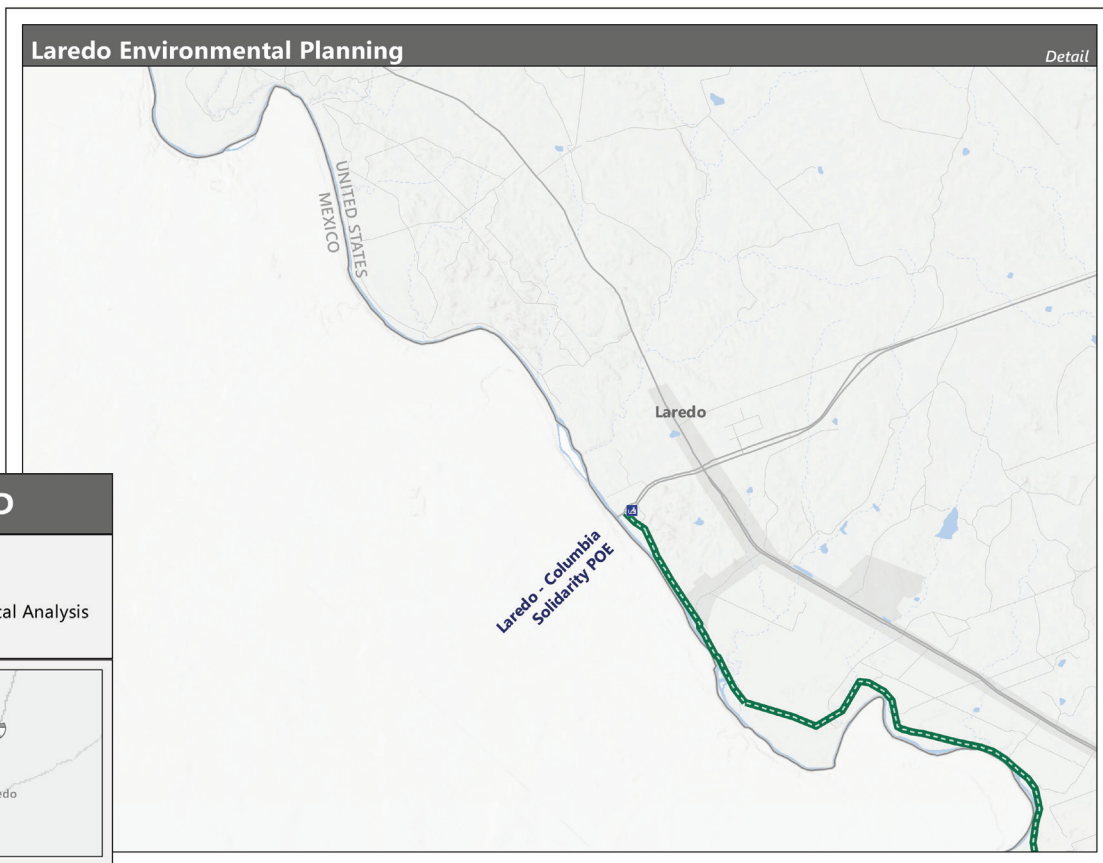 Laredo Environmental Planning
Detail
UNITED STATES
MEXICO
Laredo
Laredo - Columbia
Solidarity POE
D
tal Analysis
edo